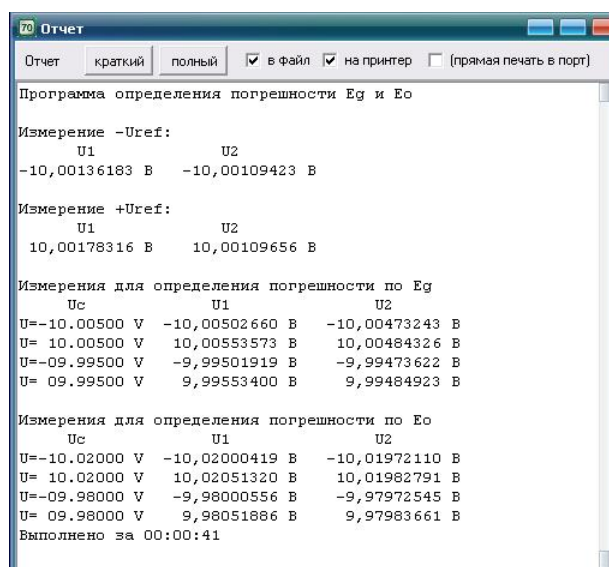 70 Отчет
Отчет краткий полный в файл на принтер (прямая печать в порт)
Программа определения погрешности Eg и Eo
Измерение -Uref:
U1 U2
-10,00136183 В -10,00109423 В
Измерение +Uref:
U1 U2
10,00178316 В 10,00109656 В
Измерения для определения погрешности по Eg
Uc U1 U2
U=-10.00500 V -10,00502660 В -10,00473243 В
U= 10.00500 V 10,00553573 В 10,00484326 В
U=-09.99500 V -9,99501919 В -9,99473622 В
U= 09.99500 V 9,99553400 В 9,99484923 В
Измерения для определения погрешности по Eo
Uc U1 U2
U=-10.02000 V -10,02000419 В -10,01972110 В
U= 10.02000 V 10,02051320 В 10,01982791 В
U=-09.98000 V -9,98000556 В -9,97972545 В
U= 09.98000 V 9,98051886 В 9,97983661 В
Выполнено за 00:00:41